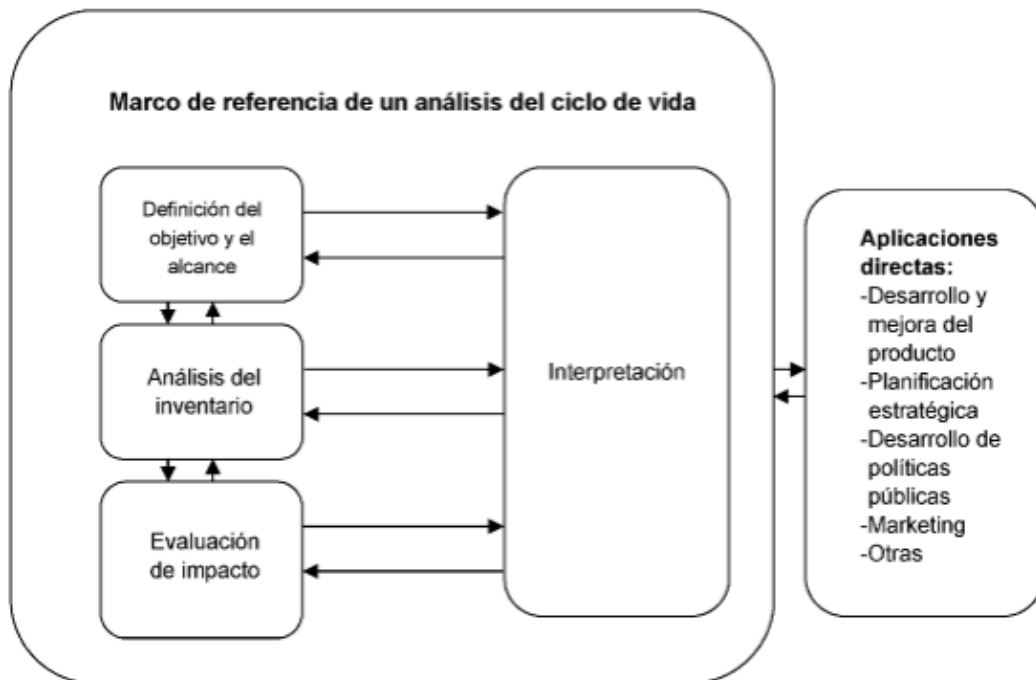 Marco de referencia de un análisis del ciclo de vida
Definición del
objetivo y el
alcance
Análisis del
inventario
Evaluación
de impacto
Interpretación
Aplicaciones
directas:
-Desarrollo y
mejora del
producto
-Planificación
estratégica
-Desarrollo de
políticas
públicas
-Marketing
-Otras